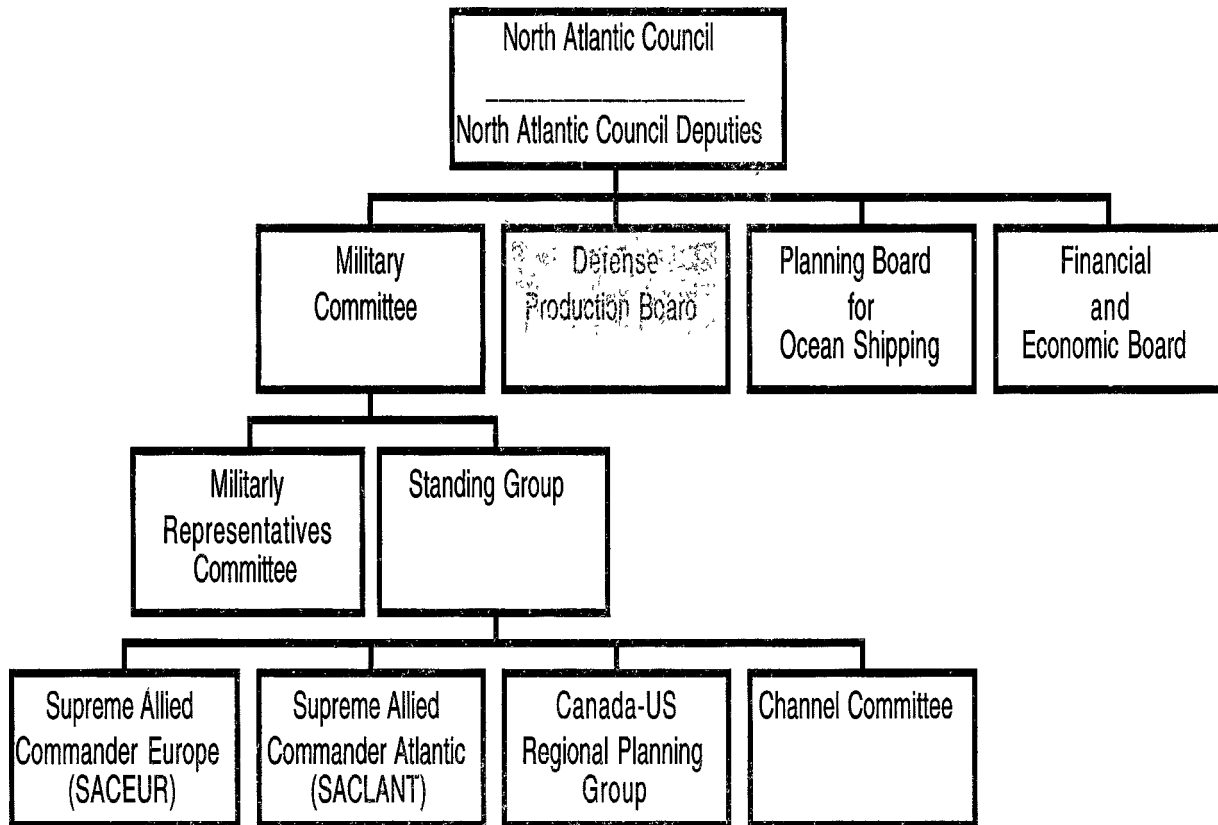 North Atlantic Council
North Atlantic Council Deputies
Military
Committee
Defense
Production Board
Planning Board
for
Ocean Shipping
Financial
and
Economic Board
Militarly
Representatives
Committee
Standing Group
Supreme Allied
Commander Europe
(SACEUR)
Supreme Allied
Commander Atlantic
(SACLANT)
Canada-US
Regional Planning
Group
Channel Committee